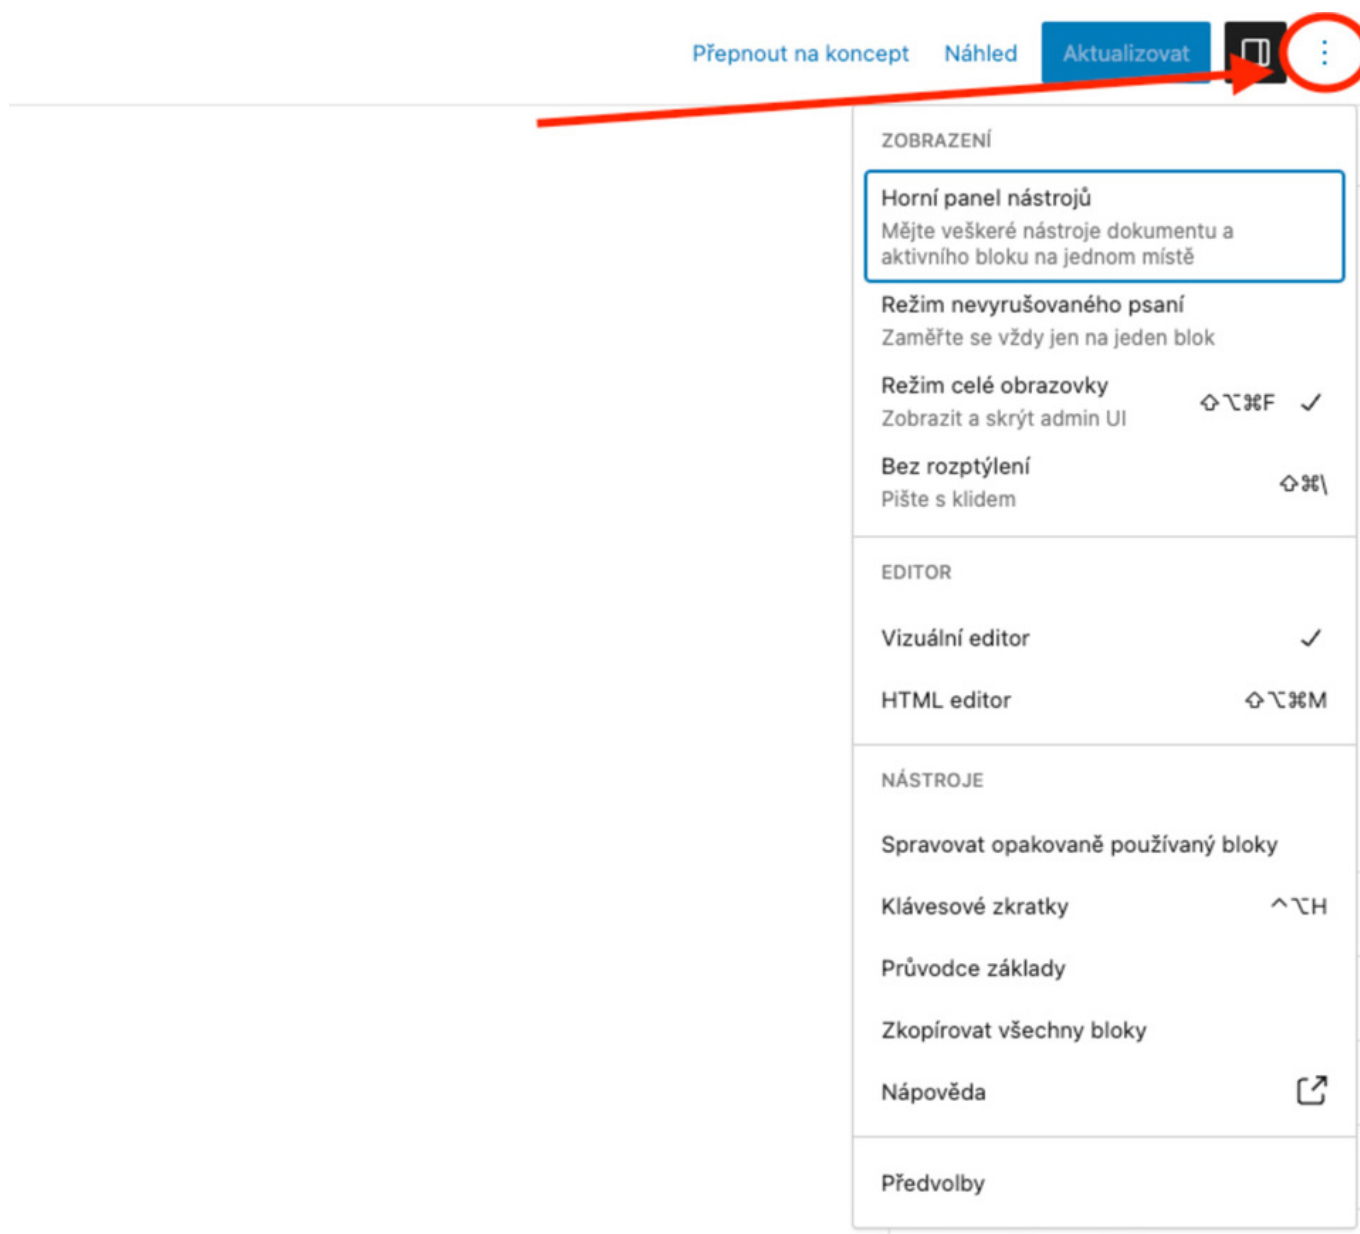 Přepnout na koncept Náhled Aktualizovat
ZOBRAZENÍ
Horní panel nástrojů
Mějte veškeré nástroje dokumentu a
aktivního bloku na jednom místě
Režim nevyrušovaného psaní
Zaměřte se vždy jen na jeden blok
Režim celé obrazovky ⇧⌥⌘F ✓
Zobrazit a skrýt admin UI
Bez rozptýlení ⇧⌘\
Pište s klidem
EDITOR
Vizuální editor ✓
HTML editor ⇧⌥⌘M
NÁSTROJE
Spravovat opakovaně používaný bloky
Klávesové zkratky ^⌥H
Průvodce základy
Zkopírovat všechny bloky
Nápověda
Předvolby